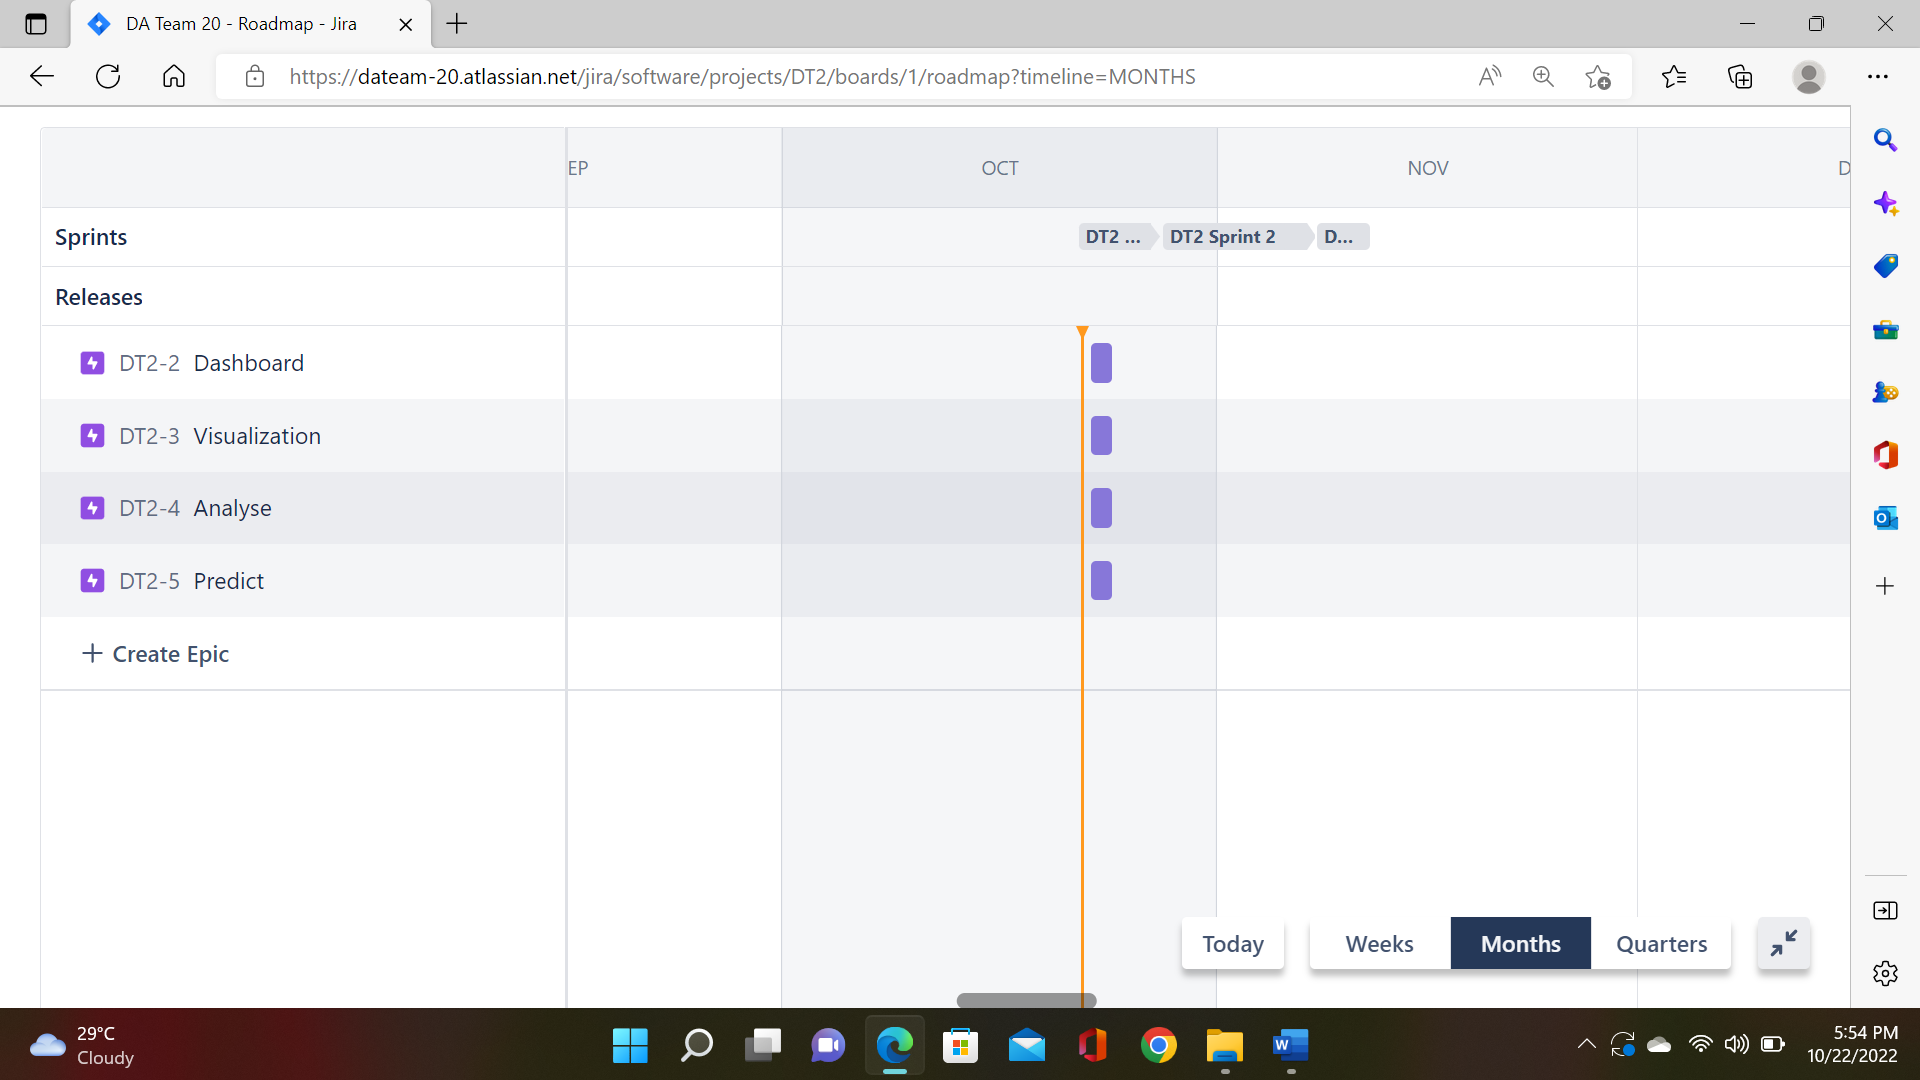 DA Team 20 - Roadmap - Jira
https://dateam-20.atlassian.net/jira/software/projects/DT2/boards/1/roadmap?timeline=MONTHS
EP OCT NOV D
Sprints DT2 ... DT2 Sprint 2 D...
Releases
DT2-2 Dashboard
DT2-3 Visualization
DT2-4 Analyse
DT2-5 Predict
+ Create Epic
Today Weeks Months Quarters
29°C
Cloudy
5:54 PM
10/22/2022